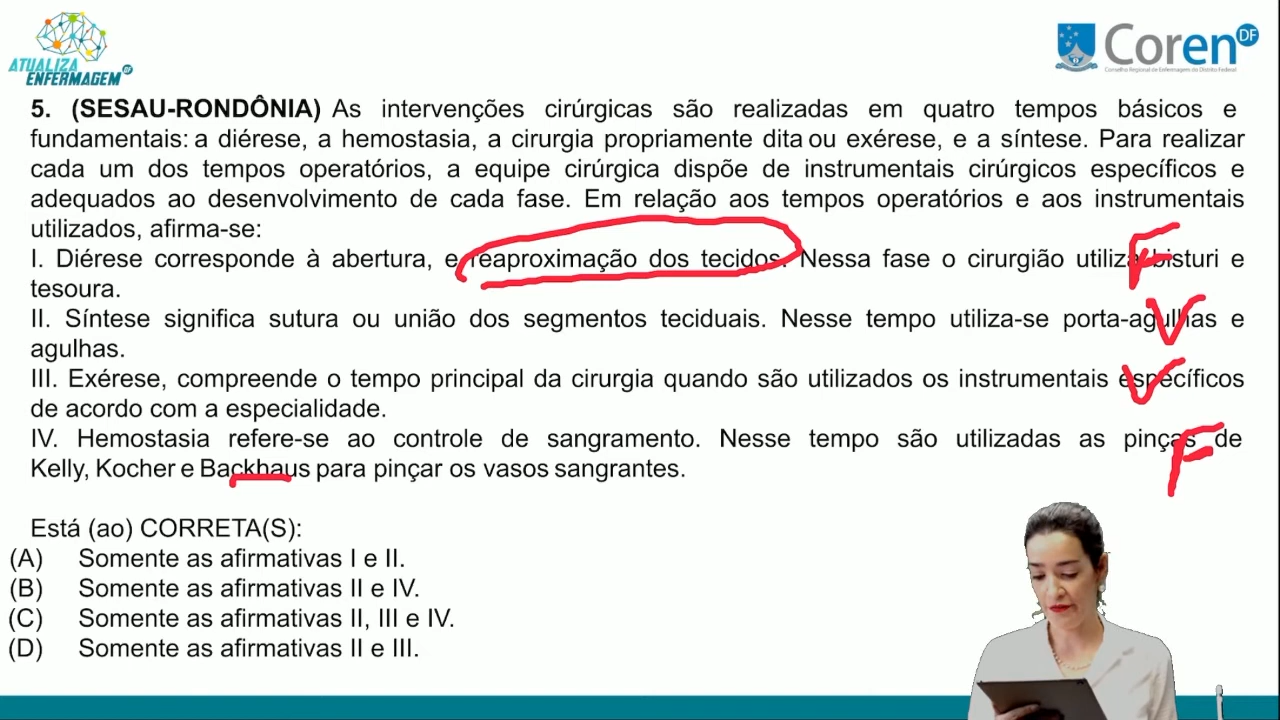 ATUALIZA
ENFERMAGEM DF
Coren DF
Conselho Regional de Enfermagem do Distrito Federal
5. (SESAU-RONDÔNIA) As intervenções cirúrgicas são realizadas em quatro tempos básicos e
fundamentais: a diérese, a hemostasia, a cirurgia propriamente dita ou exérese, e a síntese. Para realizar
cada um dos tempos operatórios, a equipe cirúrgica dispõe de instrumentais cirúrgicos específicos e
adequados ao desenvolvimento de cada fase. Em relação aos tempos operatórios e aos instrumentais
utilizados, afirma-se:
I. Diérese corresponde à abertura, e reaproximação dos tecidos. Nessa fase o cirurgião utiliza bisturi e
F
tesoura.
II. Síntese significa sutura ou união dos segmentos teciduais. Nesse tempo utiliza-se porta-agulhas e
V
agulhas.
III. Exérese, compreende o tempo principal da cirurgia quando são utilizados os instrumentais específicos
V
de acordo com a especialidade.
IV. Hemostasia refere-se ao controle de sangramento. Nesse tempo são utilizadas as pinças de
F
Kelly, Kocher e Backhaus para pinçar os vasos sangrantes.
Está (ao) CORRETA(S):
(A) Somente as afirmativas I e II.
(B) Somente as afirmativas II e IV.
(C) Somente as afirmativas II, III e IV.
(D) Somente as afirmativas II e III.